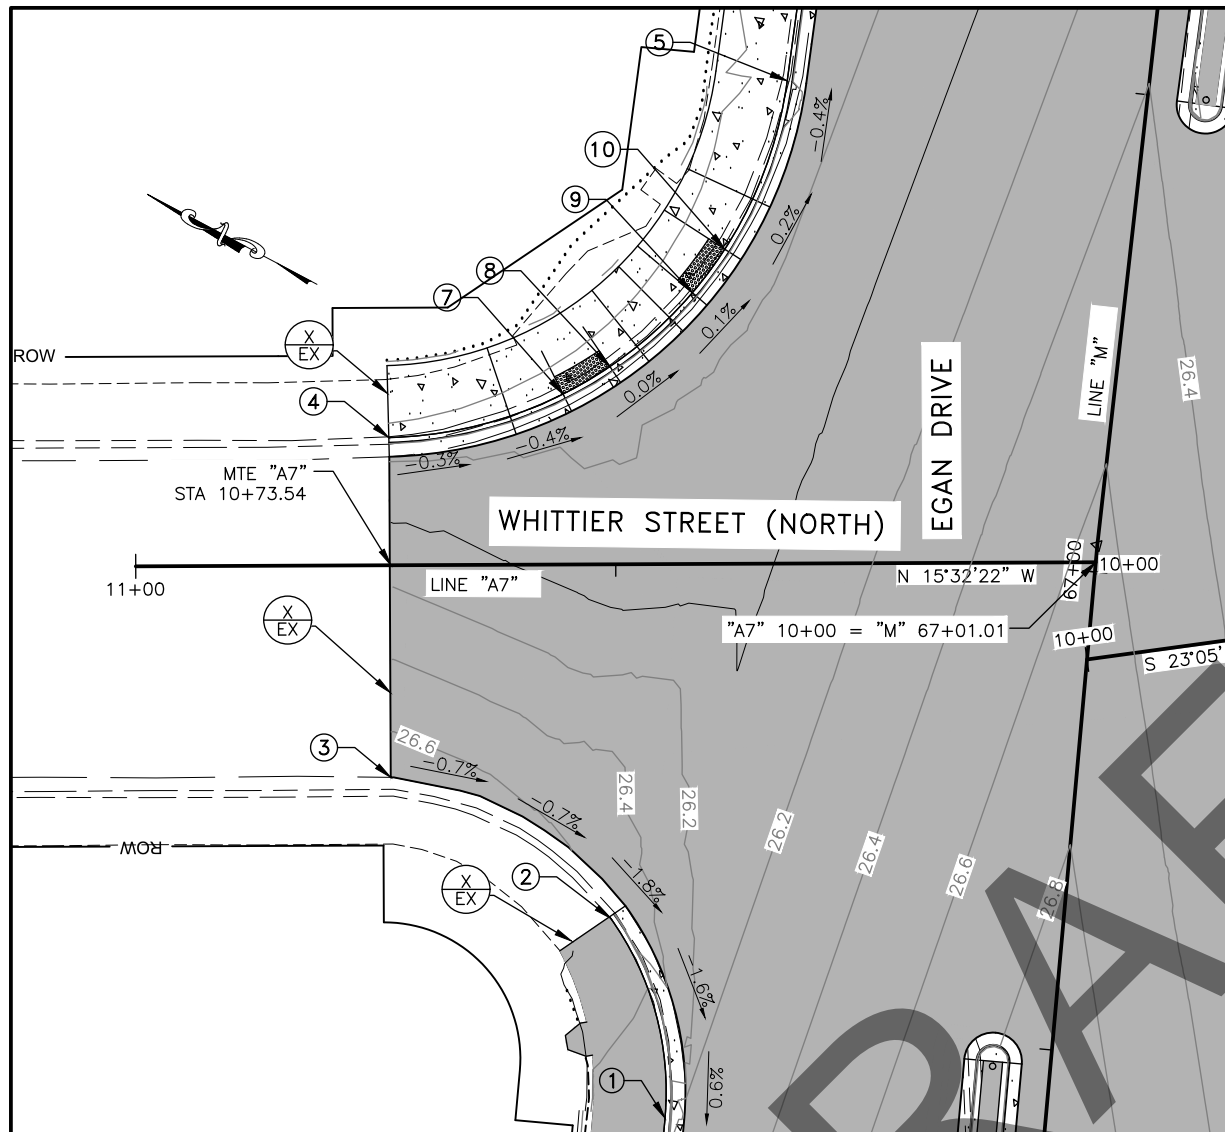 5
-0.4%
10
9
0.2%
8
7
0.1%
X
EX
ROW
LINE "M"
26.4
0.0%
EGAN DRIVE
4
-0.4%
-0.3%
MTE "A7"
STA 10+73.54
WHITTIER STREET (NORTH)
67+00
10+00
11+00
LINE "A7"
N 15°32'22" W
X
EX
"A7" 10+00 = "M" 67+01.01
10+00
S 23°05'
3
26.6
-0.7%
26.4
26.2
-0.7%
26.2
26.4
26.6
26.8
ROW
X
EX
2
-1.8%
-1.6%
1
0.6%